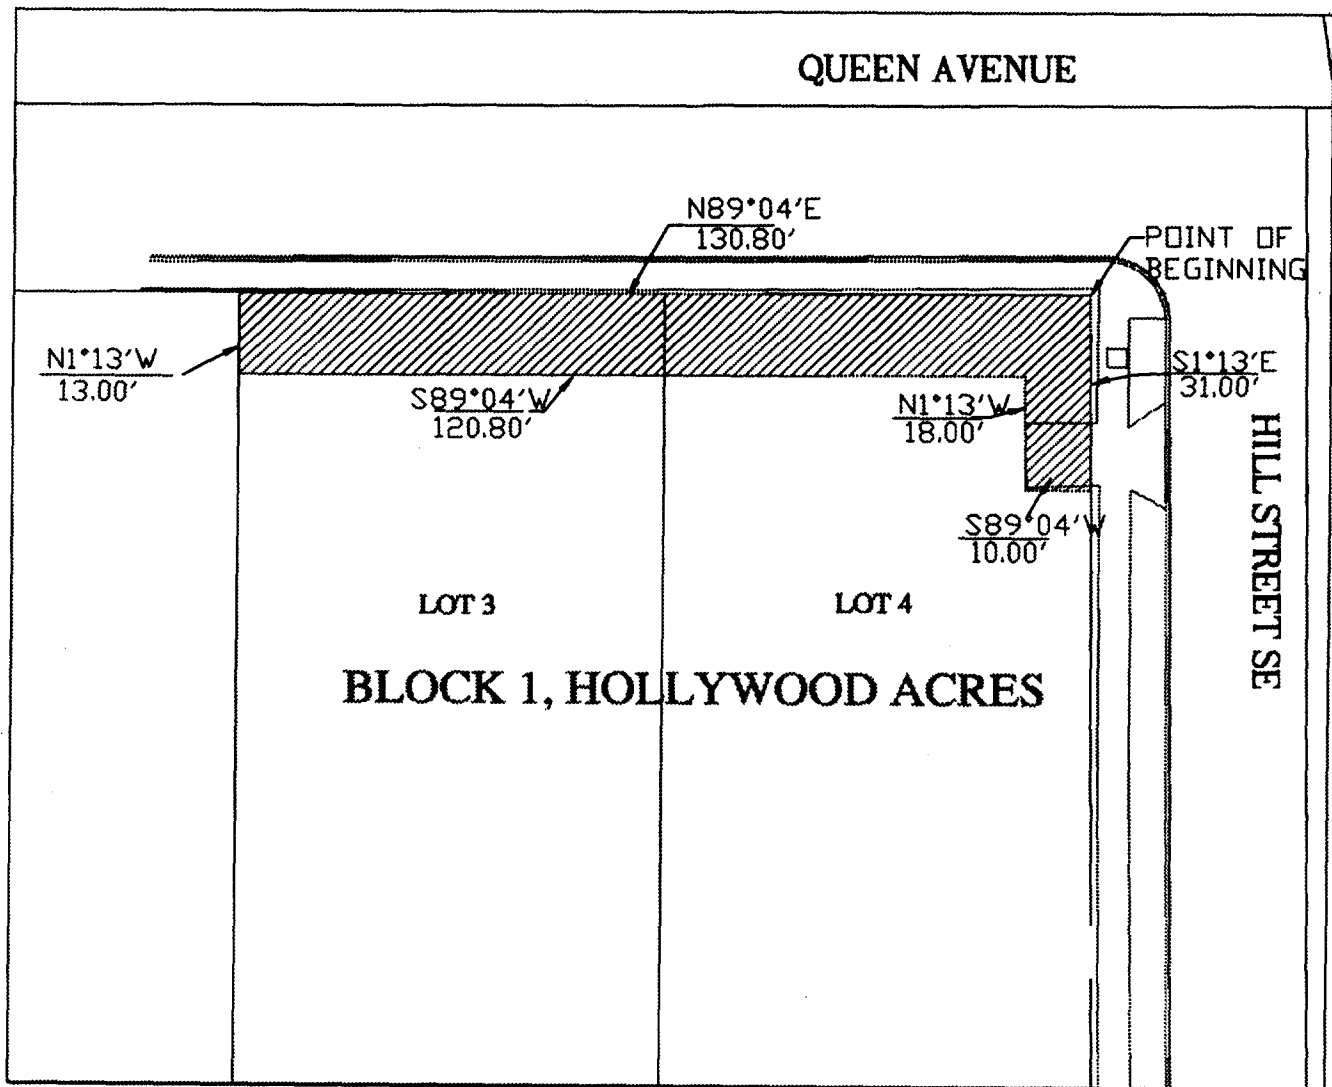 QUEEN AVENUE
N89°04'E
130.80'
POINT OF
BEGINNING
N1°13'W
13.00'
S89°04'W
120.80'
N1°13'W
18.00'
S1°13'E
31.00'
S89°04'W
10.00'
HILL STREET SE
LOT 3
LOT 4
BLOCK 1, HOLLYWOOD ACRES